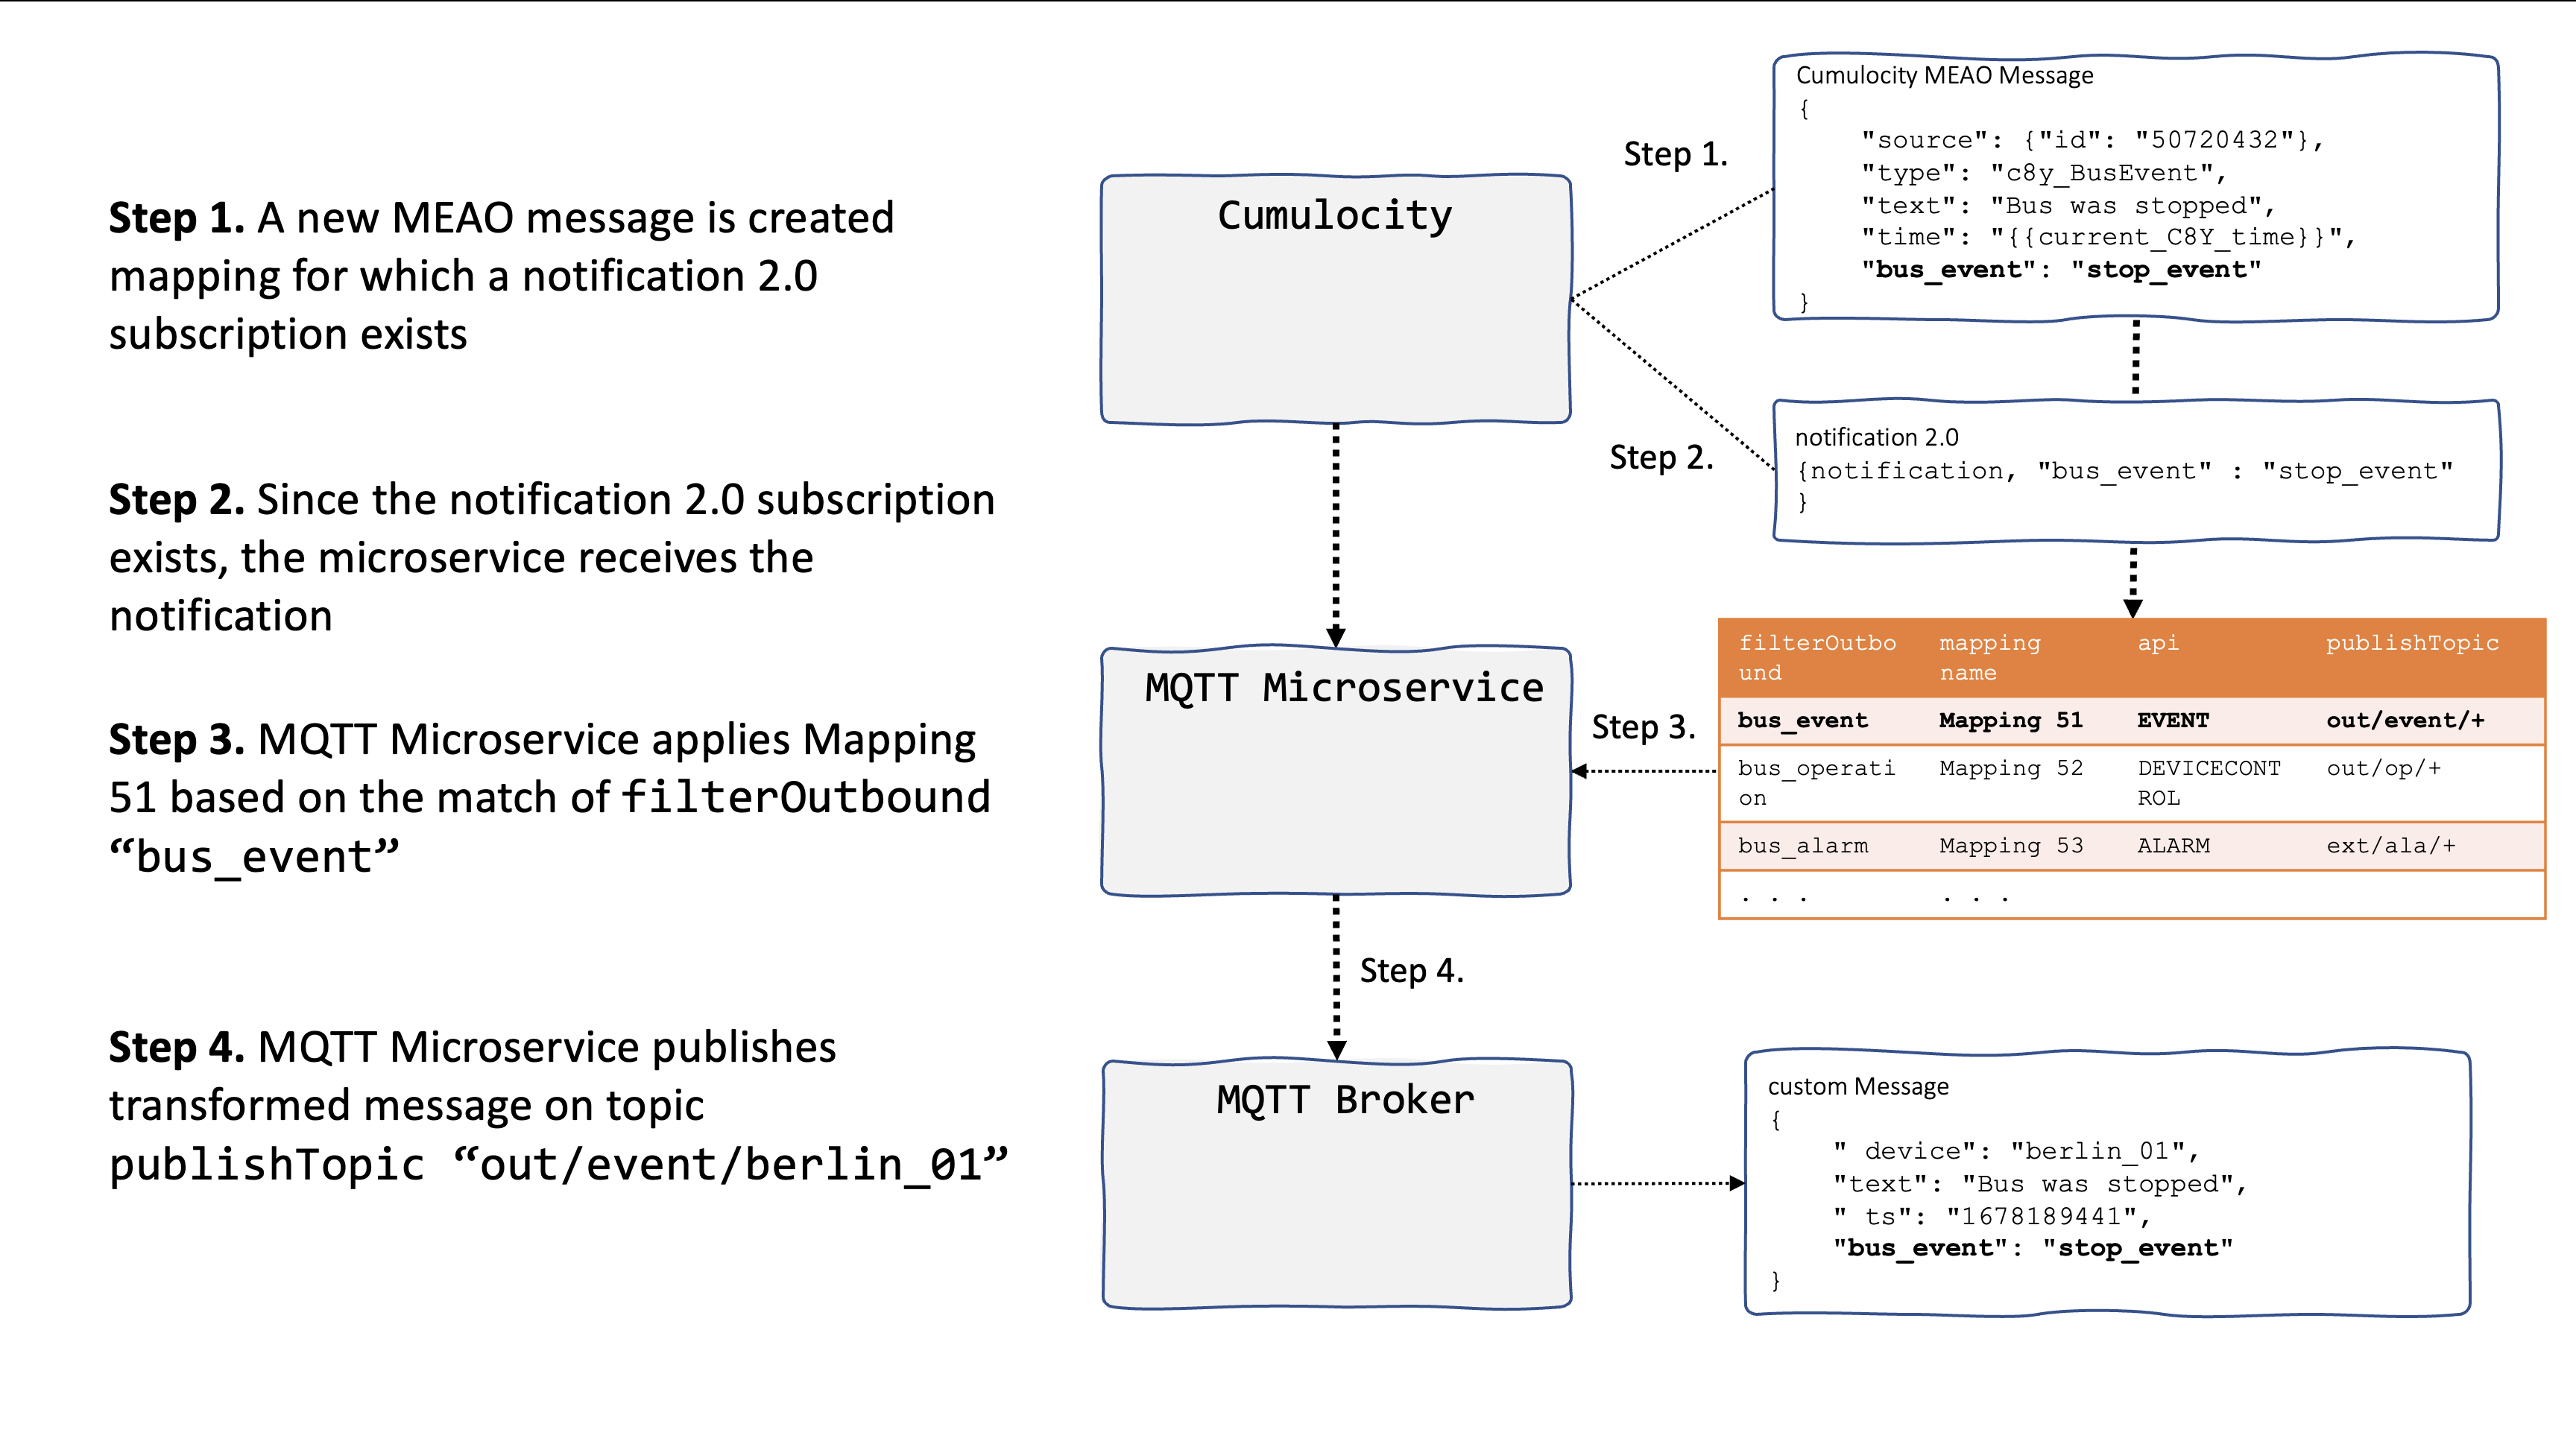 Step 1. A new MEAO message is created
mapping for which a notification 2.0
subscription exists
Step 2. Since the notification 2.0 subscription
exists, the microservice receives the
notification
Step 3. MQTT Microservice applies Mapping
51 based on the match of filterOutbound
“bus_event”
Step 4. MQTT Microservice publishes
transformed message on topic
publishTopic “out/event/berlin_01”
Cumulocity
Step 1.
Cumulocity MEAO Message
{
"source": {"id": "50720432"},
"type": "c8y_BusEvent",
"text": "Bus was stopped",
"time": "{{current_C8Y_time}}",
"bus_event": "stop_event"
}
Step 2.
notification 2.0
{notification, "bus_event" : "stop_event"
}
MQTT Microservice
Step 3.
filterOutbo mapping api publishTopic
und name
bus_event Mapping 51 EVENT out/event/+
bus_operati Mapping 52 DEVICECONT out/op/+
on ROL
bus_alarm Mapping 53 ALARM ext/ala/+
. . . . . .
Step 4.
MQTT Broker
custom Message
{
" device": "berlin_01",
"text": "Bus was stopped",
" ts": "1678189441",
"bus_event": "stop_event"
}